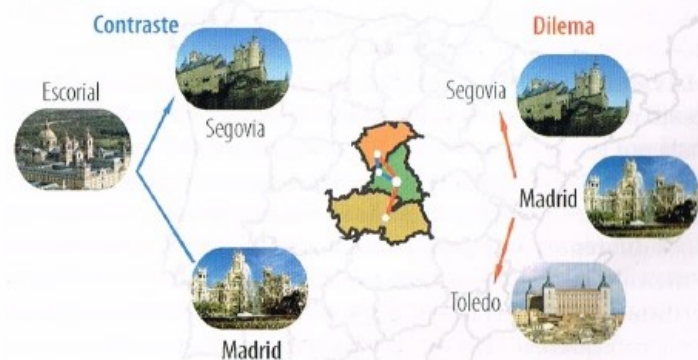 Contraste
Escorial
Segovia
Madrid
Dilema
Segovia
Madrid
Toledo